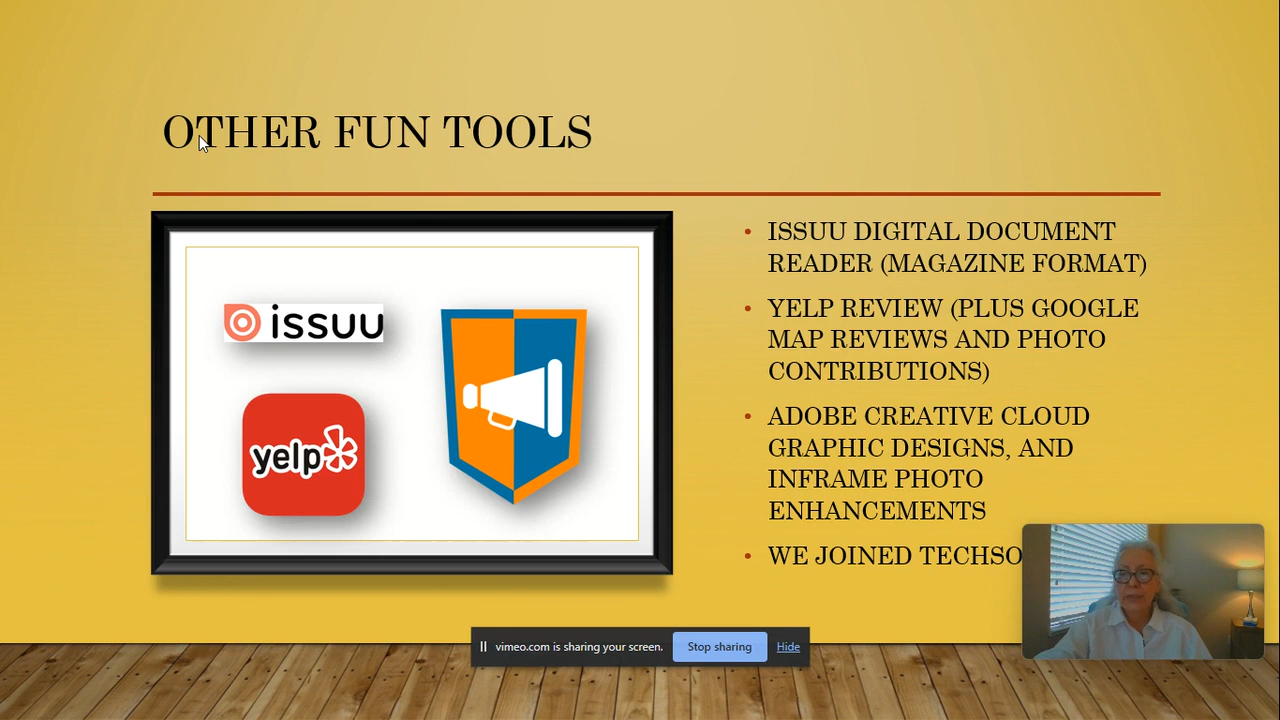 OTHER FUN TOOLS
issuu
yelp
• ISSUU DIGITAL DOCUMENT
READER (MAGAZINE FORMAT)
• YELP REVIEW (PLUS GOOGLE
MAP REVIEWS AND PHOTO
CONTRIBUTIONS)
• ADOBE CREATIVE CLOUD
GRAPHIC DESIGNS, AND
INFRAME PHOTO
ENHANCEMENTS
• WE JOINED TECHSO
vimeo.com is sharing your screen. Stop sharing Hide